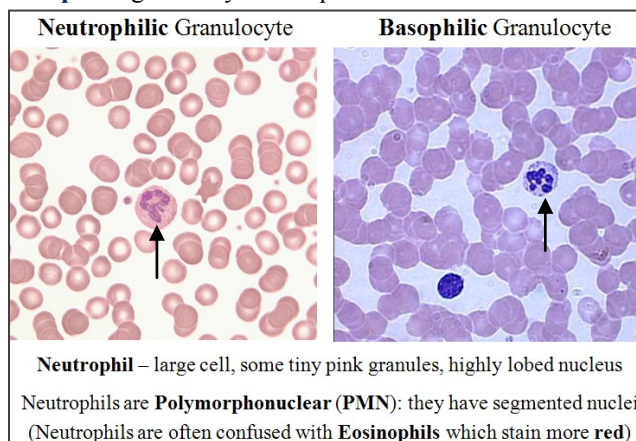 Neutrophilic Granulocyte
Basophilic Granulocyte
Neutrophil – large cell, some tiny pink granules, highly lobed nucleus
Neutrophils are Polymorphonuclear (PMN): they have segmented nuclei
(Neutrophils are often confused with Eosinophils which stain more red)